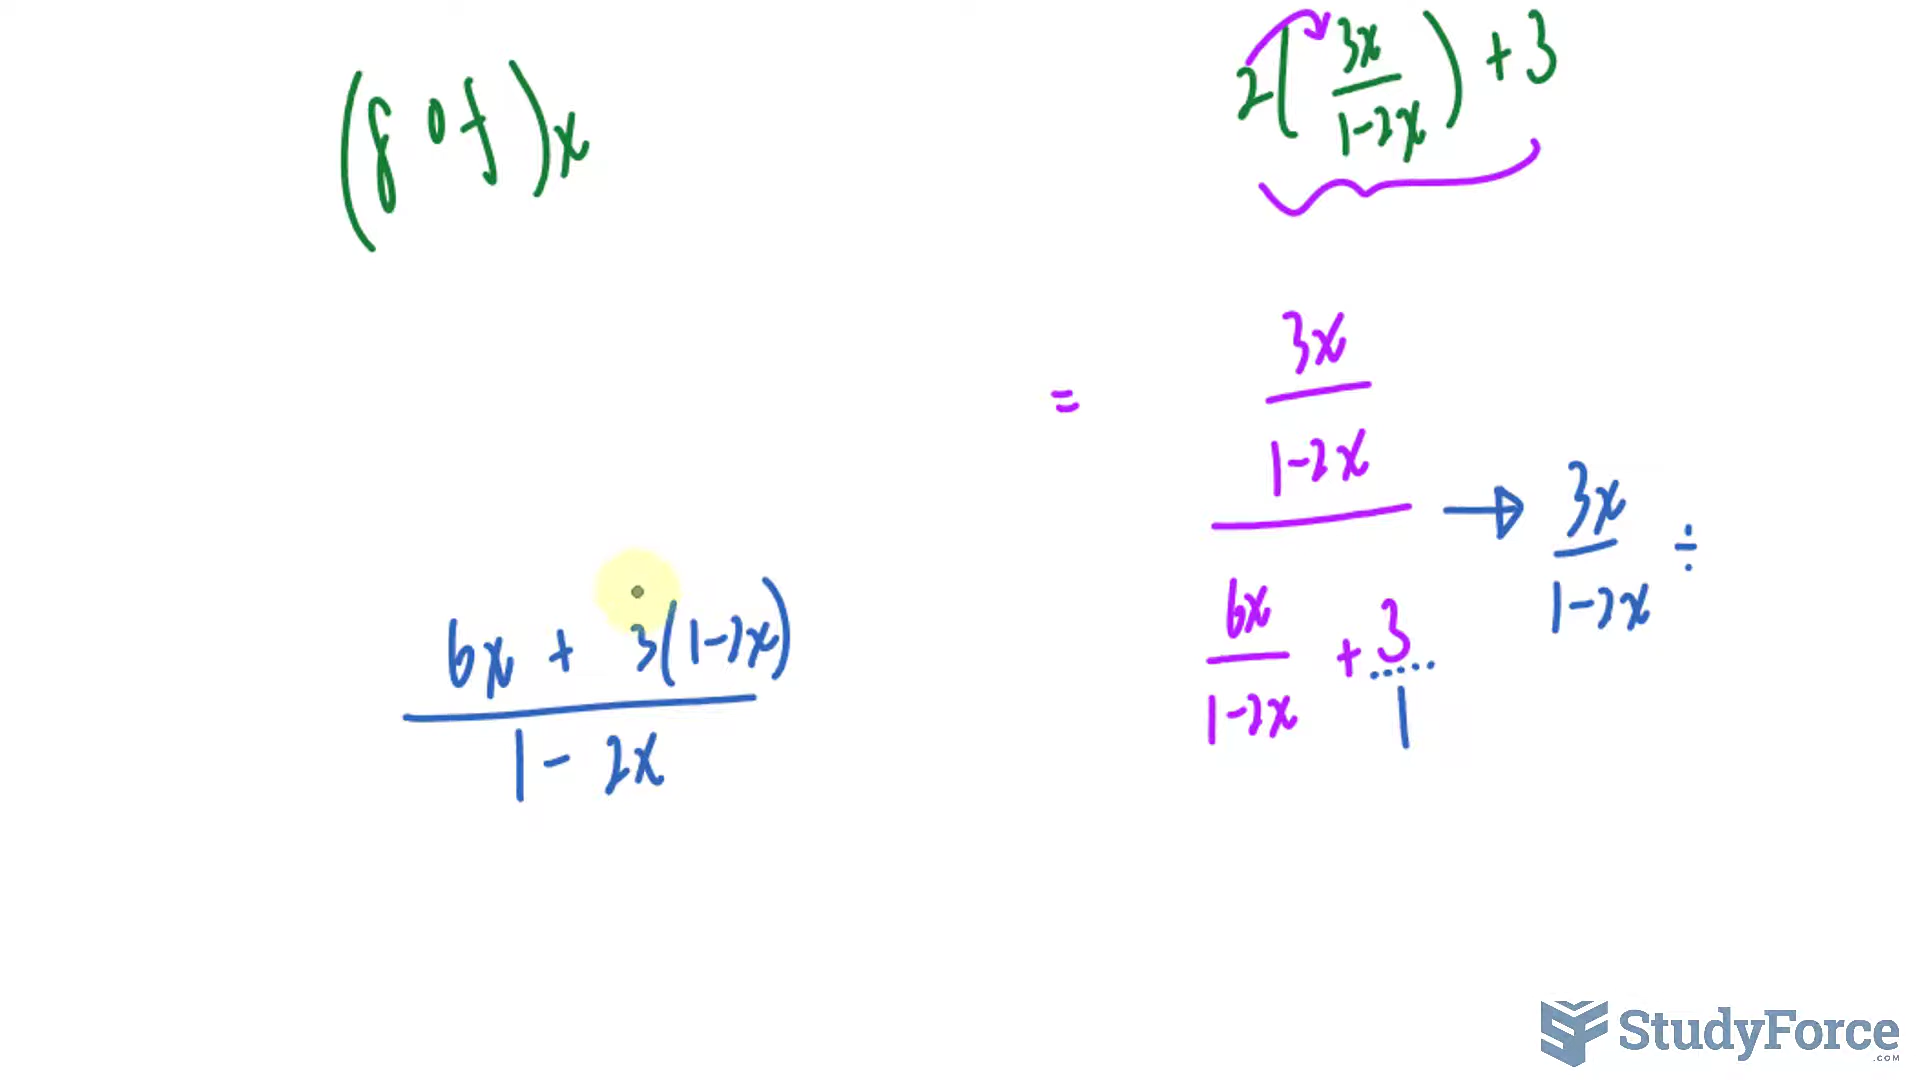 (g o f)x
2(3x/1-2x) + 3
= 3x/1-2x
6x/1-2x + 3/1
→ 3x/1-2x ÷
6x + 3(1-2x)
1 - 2x
StudyForce
.COM